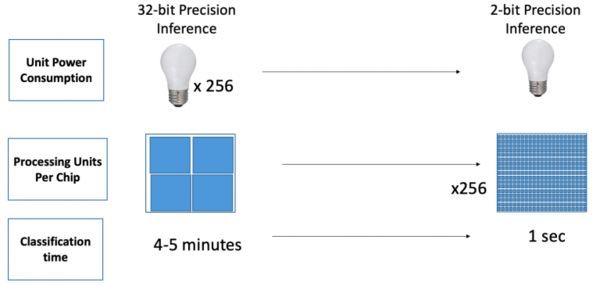 32-bit Precision
Inference
2-bit Precision
Inference
Unit Power
Consumption
x 256
Processing Units
Per Chip
x256
Classification
time
4-5 minutes
1 sec